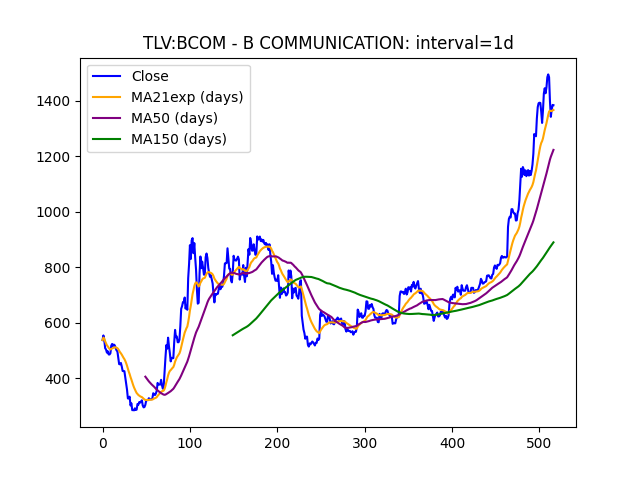 TLV:BCOM - B COMMUNICATION: interval=1d
Close
MA21exp (days)
MA50 (days)
MA150 (days)
1400
1200
1000
800
600
400
0 100 200 300 400 500